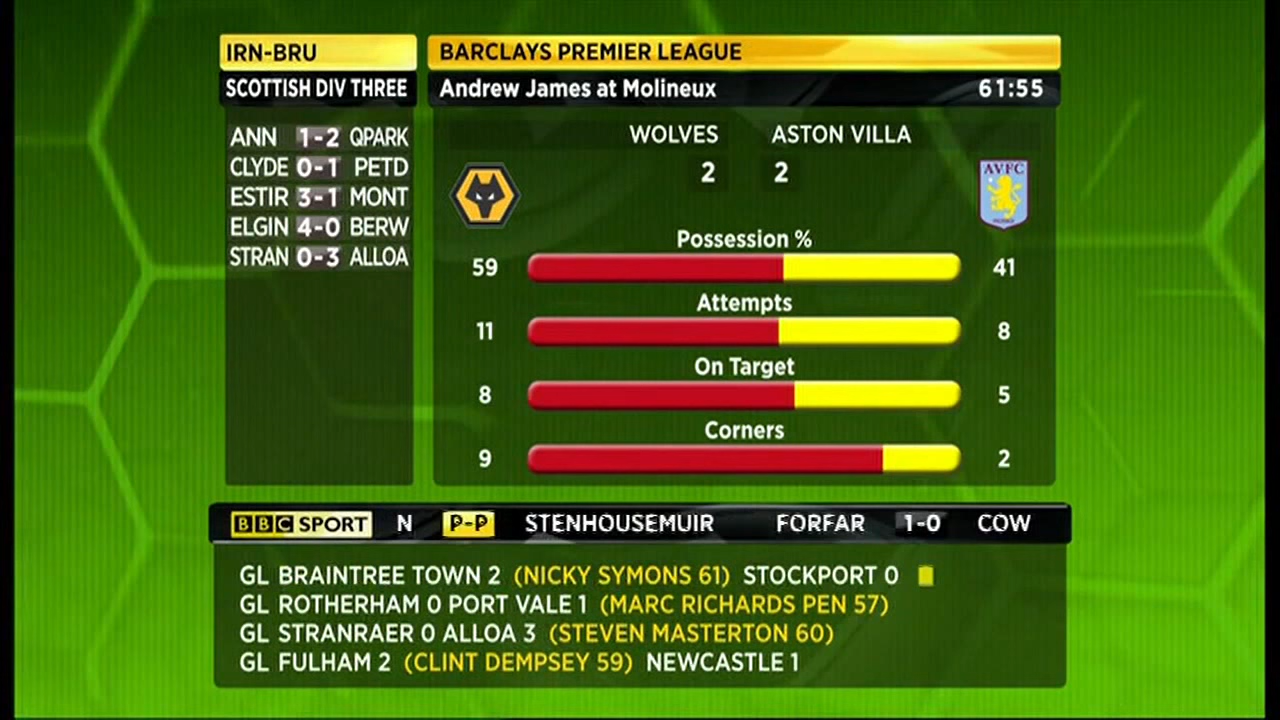 IRN-BRU
SCOTTISH DIV THREE
ANN 1-2 QPARK
CLYDE 0-1 PETD
ESTIR 3-1 MONT
ELGIN 4-0 BERW
STRAN 0-3 ALLOA
BARCLAYS PREMIER LEAGUE
Andrew James at Molineux 61:55
WOLVES ASTON VILLA
2 2
AVFC
Possession %
59 41
Attempts
11 8
On Target
8 5
Corners
9 2
BBC SPORT N P-P STENHOUSEMUIR FORFAR 1-0 COW
GL BRAINTREE TOWN 2 (NICKY SYMONS 61) STOCKPORT 0
GL ROTHERHAM 0 PORT VALE 1 (MARC RICHARDS PEN 57)
GL STRANRAER 0 ALLOA 3 (STEVEN MASTERTON 60)
GL FULHAM 2 (CLINT DEMPSEY 59) NEWCASTLE 1